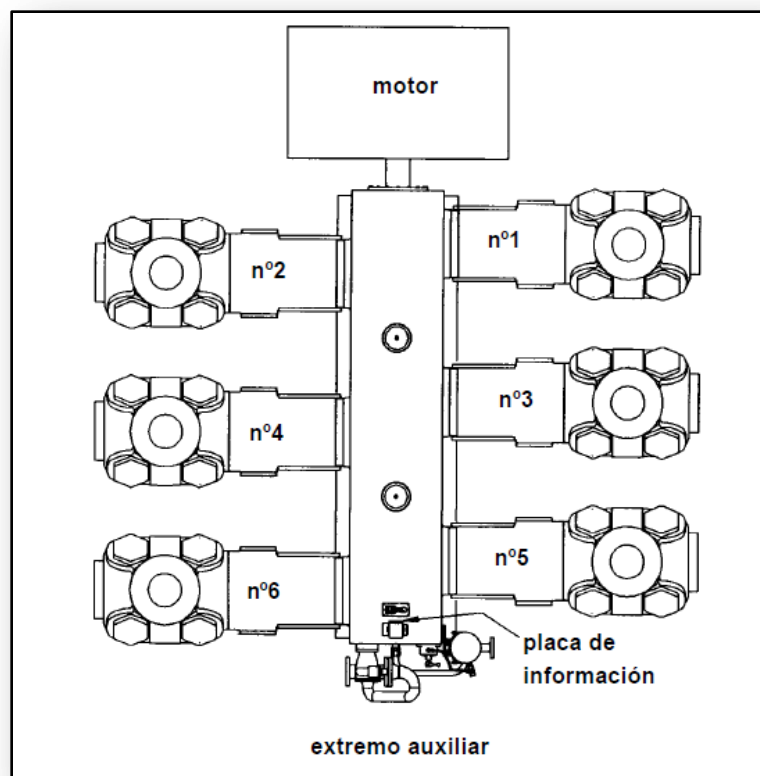 motor
nº1
nº2
nº3
nº4
nº5
nº6
placa de
información
extremo auxiliar